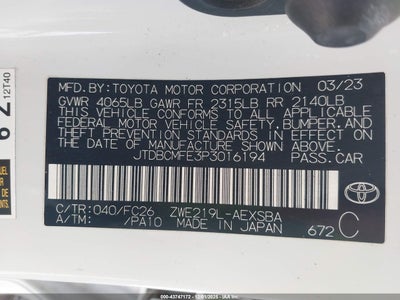 MFD. BY: TOYOTA MOTOR CORPORATION 03/23
GVWR 4065LB GAWR FR 2315LB RR 2140LB
THIS VEHICLE CONFORMS TO ALL APPLICABLE
FEDERAL MOTOR VEHICLE SAFETY, BUMPER, AND
THEFT PREVENTION STANDARDS IN EFFECT ON
THE DATE OF MANUFACTURE SHOWN ABOVE.
JTDBCMFE3P3016194 PASS.CAR
C/TR:040/FC26 ZWE219L-AEXSBA
A/TM: /PA10 MADE IN JAPAN 672 C
TOYOTA
12T40
# 43747172 - 12/01/2025 - IAA Inc.